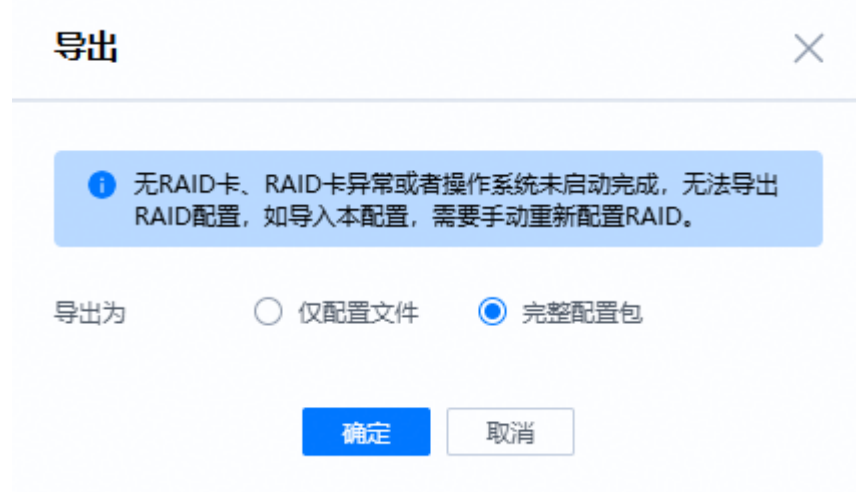 导出
无RAID卡、RAID卡异常或者操作系统未启动完成，无法导出
RAID配置，如导入本配置，需要手动重新配置RAID。
导出为 仅配置文件 完整配置包
确定 取消